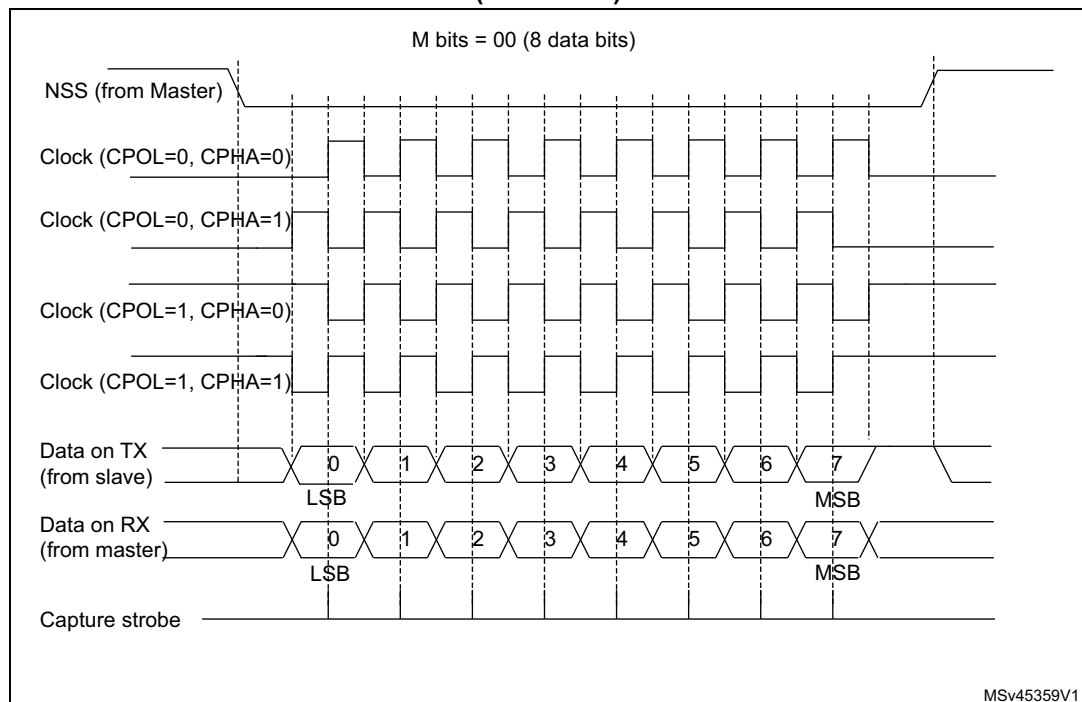 M bits = 00 (8 data bits)
NSS (from Master)
Clock (CPOL=0, CPHA=0)
Clock (CPOL=0, CPHA=1)
Clock (CPOL=1, CPHA=0)
Clock (CPOL=1, CPHA=1)
Data on TX
(from slave)
0 1 2 3 4 5 6 7
LSB MSB
Data on RX
(from master)
0 1 2 3 4 5 6 7
LSB MSB
Capture strobe
MSv45359V1